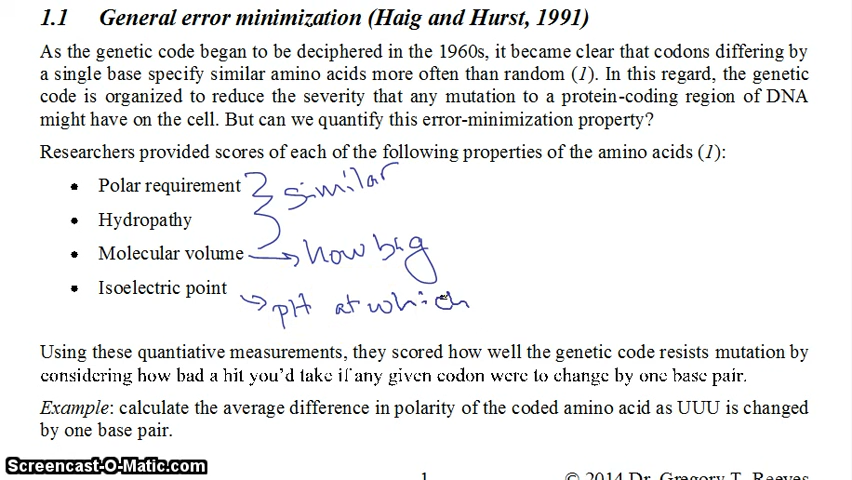 1.1 General error minimization (Haig and Hurst, 1991)
As the genetic code began to be deciphered in the 1960s, it became clear that codons differing by
a single base specify similar amino acids more often than random (1). In this regard, the genetic
code is organized to reduce the severity that any mutation to a protein-coding region of DNA
might have on the cell. But can we quantify this error-minimization property?
Researchers provided scores of each of the following properties of the amino acids (1):
• Polar requirement
similar
• Hydropathy
• Molecular volume → how big
• Isoelectric point
→ pH at which
Using these quantiative measurements, they scored how well the genetic code resists mutation by
considering how bad a hit you'd take if any given codon were to change by one base pair.
Example: calculate the average difference in polarity of the coded amino acid as UUU is changed
by one base pair.
Screencast-O-Matic.com
1 © 2014 Dr. Gregory T. Reeves